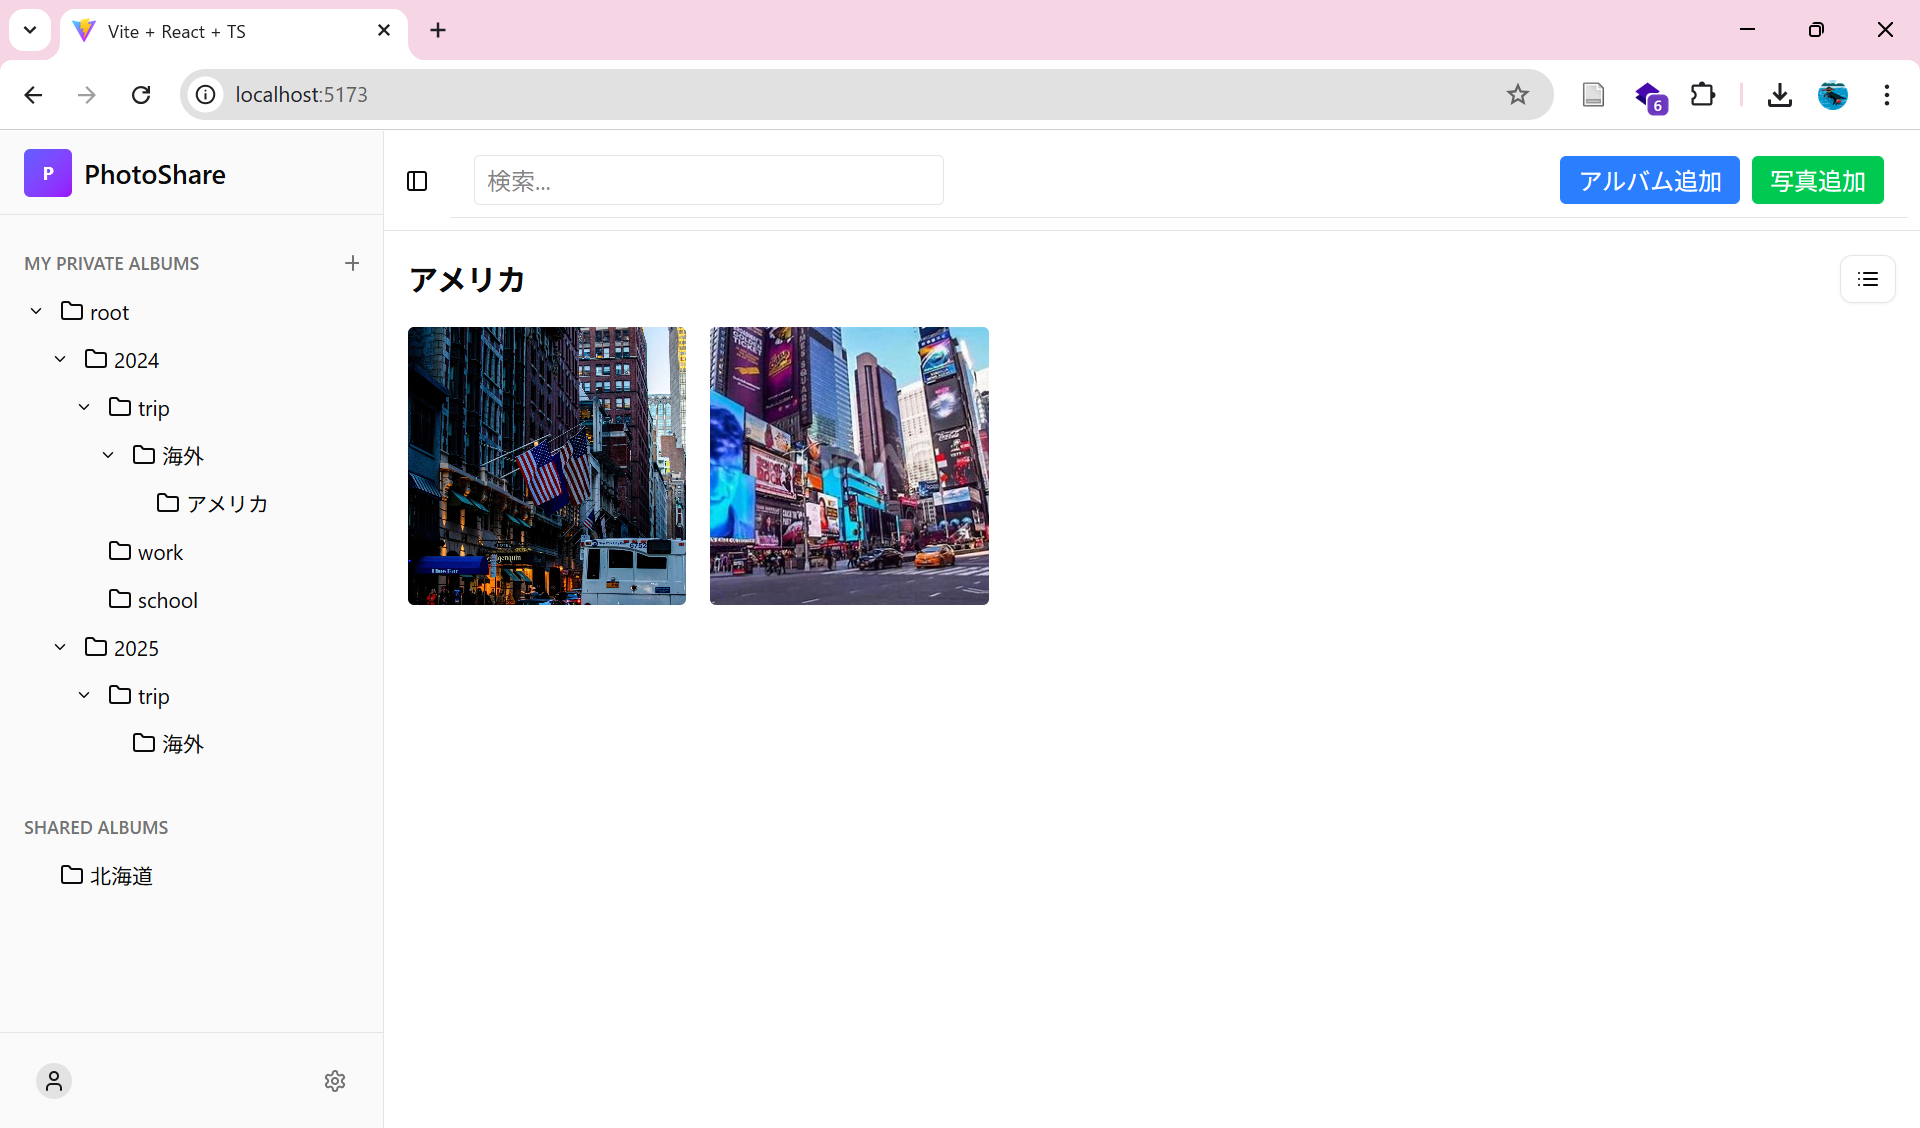 Vite + React + TS
localhost:5173
6
P
PhotoShare
検索...
アルバム追加
写真追加
MY PRIVATE ALBUMS
root
2024
trip
海外
アメリカ
work
school
2025
trip
海外
SHARED ALBUMS
北海道
アメリカ